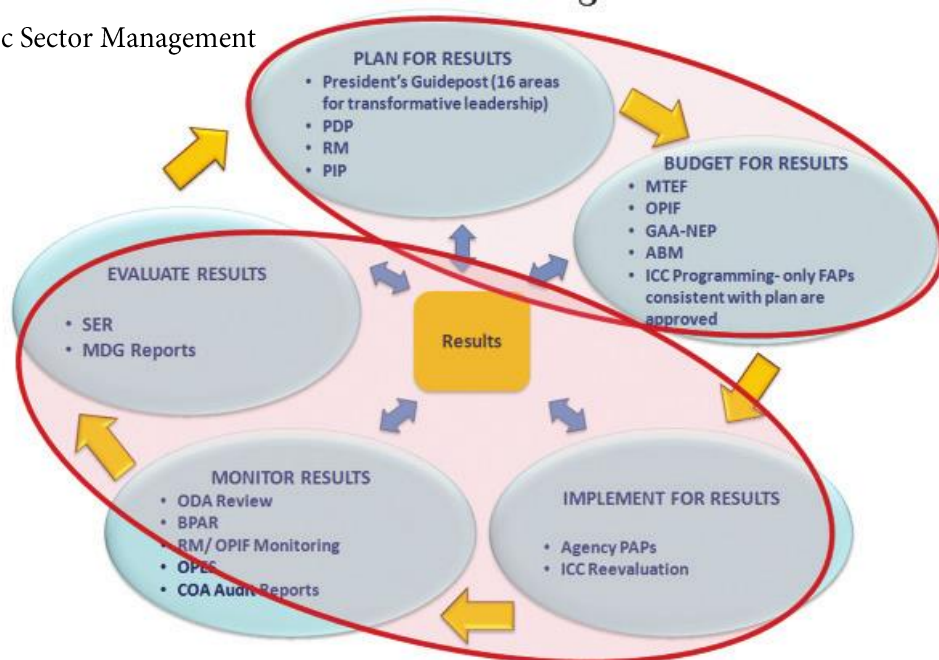 c Sector Management
PLAN FOR RESULTS
• President's Guidepost (16 areas
for transformative leadership)
• PDP
• RM
• PIP
BUDGET FOR RESULTS
• MTEF
• OPIF
• GAA-NEP
• ABM
• ICC Programming- only FAPs
consistent with plan are
approved
EVALUATE RESULTS
• SER
• MDG Reports
Results
MONITOR RESULTS
• ODA Review
• BPAR
• RM/ OPIF Monitoring
• OPES
• COA Audit Reports
IMPLEMENT FOR RESULTS
• Agency PAPs
• ICC Reevaluation